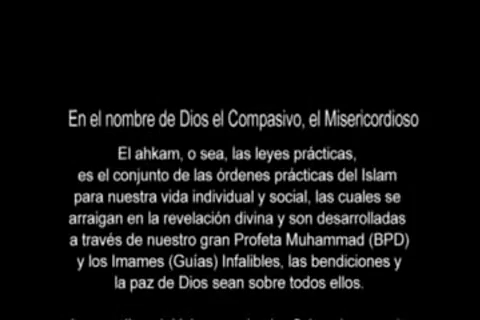 En el nombre de Dios el Compasivo, el Misericordioso
El ahkam, o sea, las leyes prácticas,
es el conjunto de las órdenes prácticas del Islam
para nuestra vida individual y social, las cuales se
arraigan en la revelación divina y son desarrolladas
a través de nuestro gran Profeta Muhammad (BPD)
y los Imames (Guías) Infalibles, las bendiciones y
la paz de Dios sean sobre todos ellos.